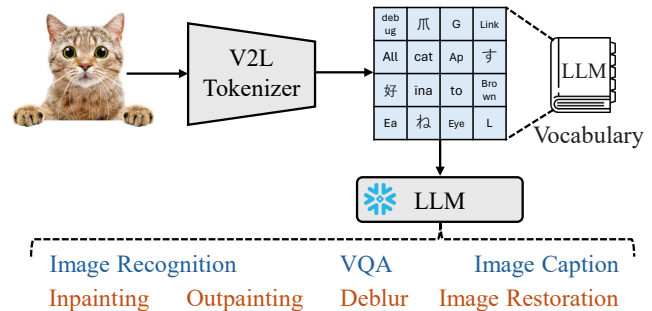 V2L
Tokenizer
deb
ug
爪
G
Link
All
cat
Ap
す
好
ina
to
Bro
wn
Ea
ね
Eye
L
LLM
Vocabulary
LLM
Image Recognition VQA Image Caption
Inpainting Outpainting Deblur Image Restoration